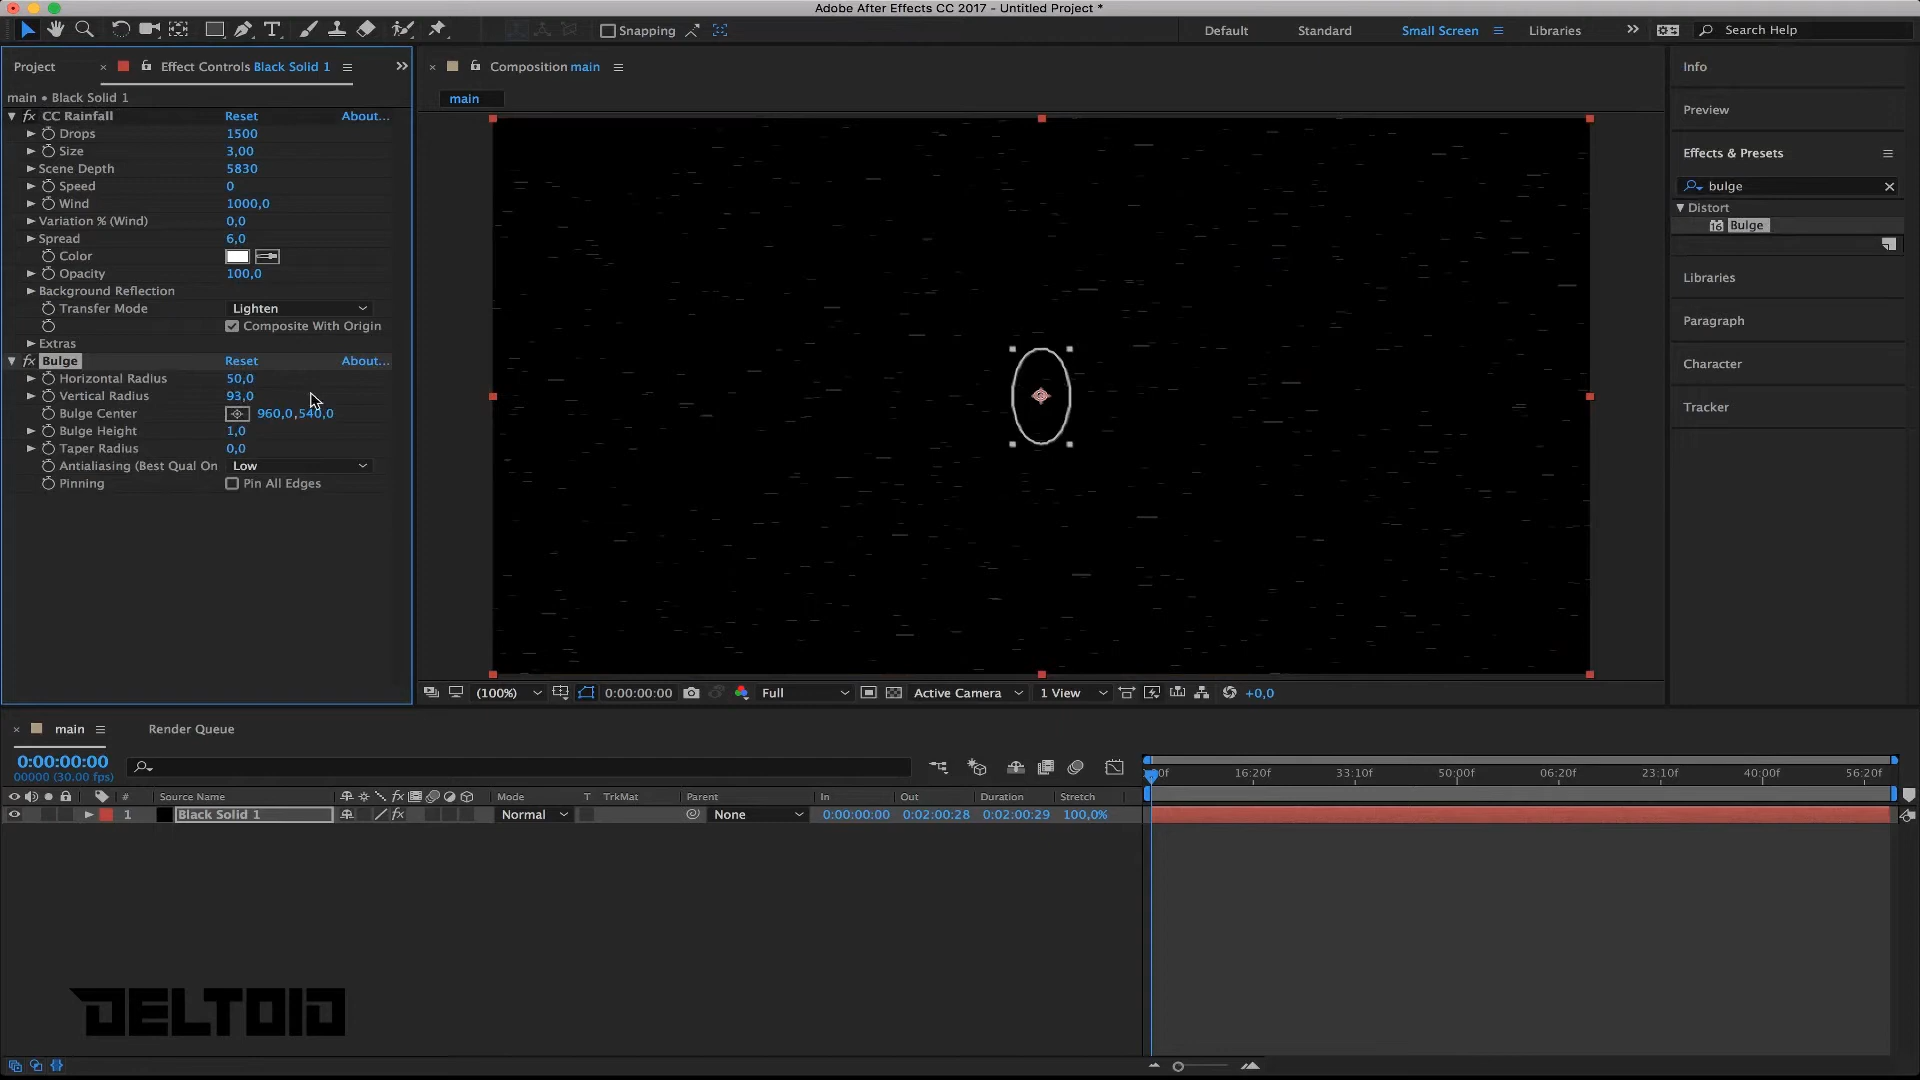 Adobe After Effects CC 2017 - Untitled Project *
Snapping
Default
Standard
Small Screen
Libraries
Search Help
Project
Effect Controls Black Solid 1
Composition main
Info
main • Black Solid 1
main
fx CC Rainfall Reset About...
Drops 1500
Size 3,00
Scene Depth 5830
Speed 0
Wind 1000,0
Variation % (Wind) 0,0
Spread 6,0
Color
Opacity 100,0
Background Reflection
Transfer Mode Lighten
Composite With Origin
Extras
fx Bulge Reset About...
Horizontal Radius 50,0
Vertical Radius 93,0
Bulge Center 960,0,540,0
Bulge Height 1,0
Taper Radius 0,0
Antialiasing (Best Qual On Low
Pinning Pin All Edges
Preview
Effects & Presets
bulge
Distort
16 Bulge
Libraries
Paragraph
Character
Tracker
(100%) 0:00:00:00 Full Active Camera 1 View +0,0
main Render Queue
0:00:00:00
00000 (30.00 fps)
:00f 16:20f 33:10f 50:00f 06:20f 23:10f 40:00f 56:20f
# Source Name Mode T TrkMat Parent In Out Duration Stretch
1 Black Solid 1 Normal None 0:00:00:00 0:02:00:28 0:02:00:29 100,0%
DELTOID